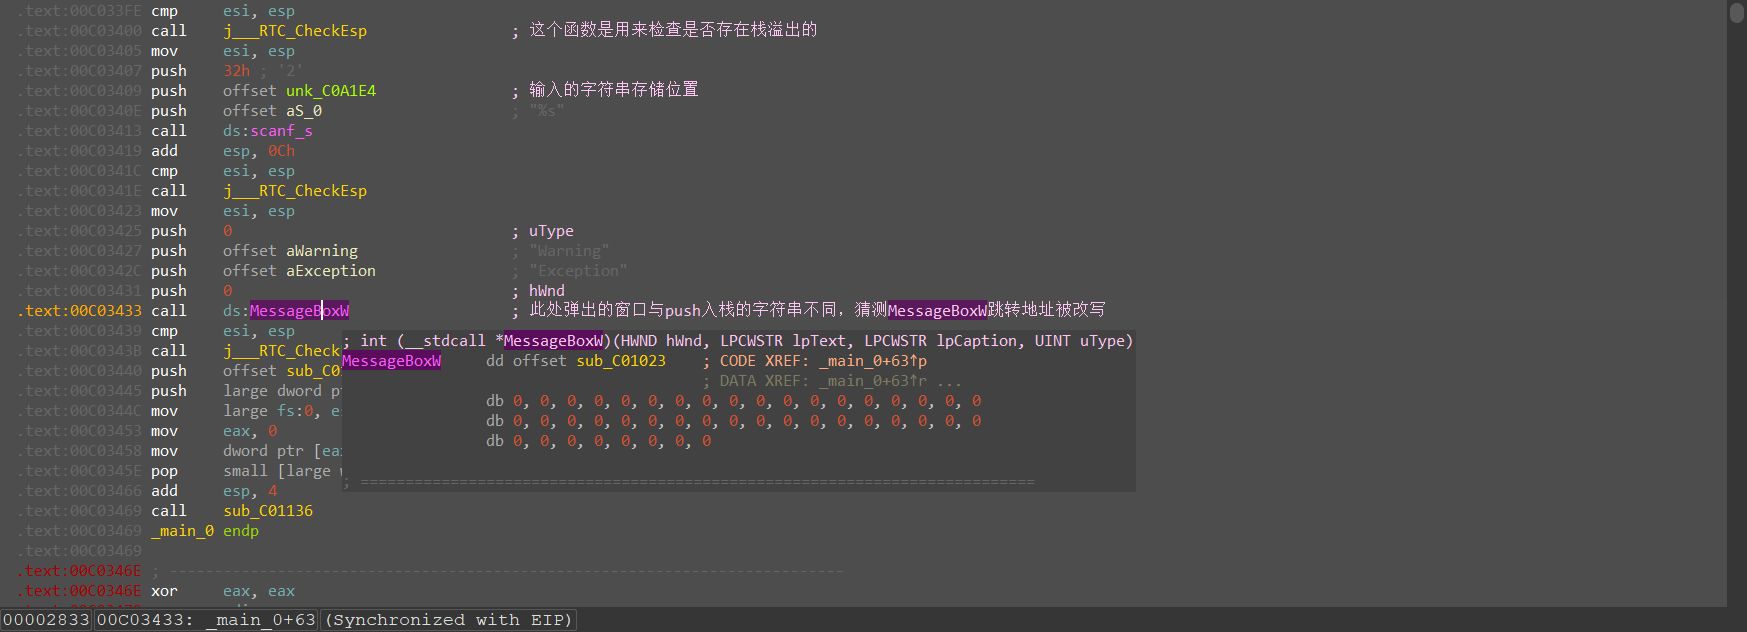 .text:00C033FE cmp esi, esp
.text:00C03400 call j___RTC_CheckEsp ; 这个函数是用来检查是否存在栈溢出的
.text:00C03405 mov esi, esp
.text:00C03407 push 32h ; '2'
.text:00C03409 push offset unk_C0A1E4 ; 输入的字符串存储位置
.text:00C0340E push offset aS_0 ; "%s"
.text:00C03413 call ds:scanf_s
.text:00C03419 add esp, 0Ch
.text:00C0341C cmp esi, esp
.text:00C0341E call j___RTC_CheckEsp
.text:00C03423 mov esi, esp
.text:00C03425 push 0 ; uType
.text:00C03427 push offset aWarning ; "Warning"
.text:00C0342C push offset aException ; "Exception"
.text:00C03431 push 0 ; hWnd
.text:00C03433 call ds:MessageBoxW ; 此处弹出的窗口与push入栈的字符串不同，猜测MessageBoxW跳转地址被改写
.text:00C03439 cmp esi, esp
; int (__stdcall *MessageBoxW)(HWND hWnd, LPCWSTR lpText, LPCWSTR lpCaption, UINT uType)
.text:00C0343B call j___RTC_Check
MessageBoxW dd offset sub_C01023 ; CODE XREF: _main_0+63↑p
.text:00C03440 push offset sub_C0
; DATA XREF: _main_0+63↑r ...
.text:00C03445 push large dword p
db 0, 0, 0, 0, 0, 0, 0, 0, 0, 0, 0, 0, 0, 0, 0, 0, 0, 0
.text:00C0344C mov large fs:0, e
db 0, 0, 0, 0, 0, 0, 0, 0, 0, 0, 0, 0, 0, 0, 0, 0, 0, 0
.text:00C03453 mov eax, 0
db 0, 0, 0, 0, 0, 0, 0, 0
.text:00C03458 mov dword ptr [ea
.text:00C0345E pop small [large
; ===========================================================================
.text:00C03466 add esp, 4
.text:00C03469 call sub_C01136
.text:00C03469 _main_0 endp
.text:00C03469
.text:00C0346E ; ---------------------------------------------------------------------------
.text:00C0346E xor eax, eax
00002833 00C03433: _main_0+63 (Synchronized with EIP)